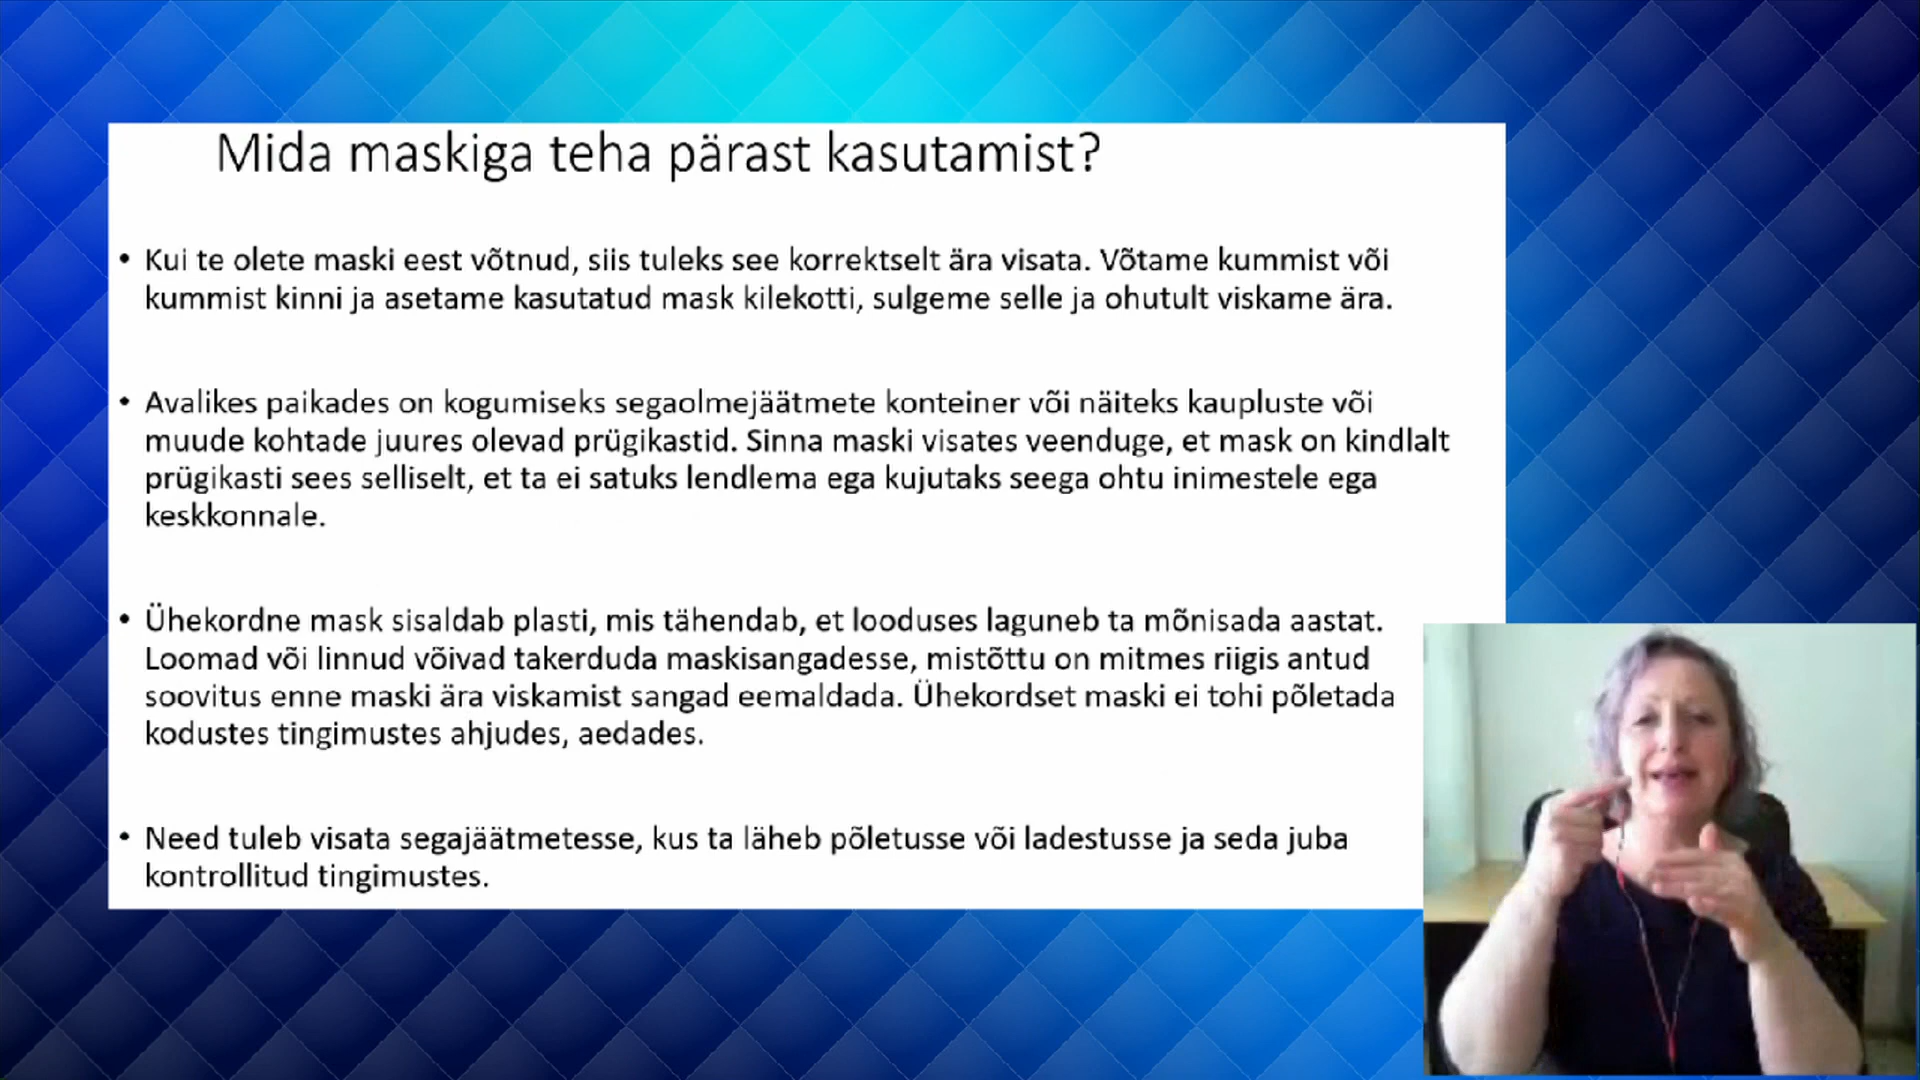 Mida maskiga teha pärast kasutamist?
• Kui te olete maski eest võtnud, siis tuleks see korrektselt ära visata. Võtame kummist või
kummist kinni ja asetame kasutatud mask kilekotti, sulgeme selle ja ohutult viskame ära.
• Avalikes paikades on kogumiseks segaolmejäätmete konteiner või näiteks kaupluste või
muude kohtade juures olevad prügikastid. Sinna maski visates veenduge, et mask on kindlalt
prügikasti sees selliselt, et ta ei satuks lendlema ega kujutaks seega ohtu inimestele ega
keskkonnale.
• Ühekordne mask sisaldab plasti, mis tähendab, et looduses laguneb ta mõnisada aastat.
Loomad või linnud võivad takerduda maskisangadesse, mistõttu on mitmes riigis antud
soovitus enne maski ära viskamist sangad eemaldada. Ühekordset maski ei tohi põletada
kodustes tingimustes ahjudes, aedades.
• Need tuleb visata segajäätmetesse, kus ta läheb põletusse või ladestusse ja seda juba
kontrollitud tingimustes.